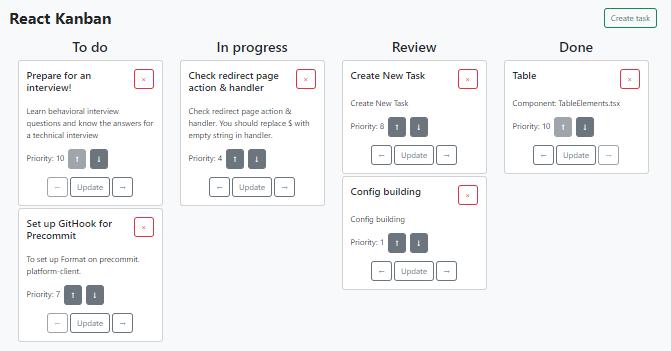 React Kanban
Create task
To do
Prepare for an
interview!
×
Learn behavioral interview
questions and know the answers for
a technical interview
Priority: 10 ↑ ↓
← Update →
Set up GitHook for
Precommit
×
To set up Format on precommit.
platform-client.
Priority: 7 ↑ ↓
← Update →
In progress
Check redirect page
action & handler
×
Check redirect page action &
handler. You should replace $ with
empty string in handler.
Priority: 4 ↑ ↓
← Update →
Review
Create New Task
×
Create New Task
Priority: 8 ↑ ↓
← Update →
Config building
×
Config building
Priority: 1 ↑ ↓
← Update →
Done
Table
×
Component: TableElements.tsx
Priority: 10 ↑ ↓
← Update →